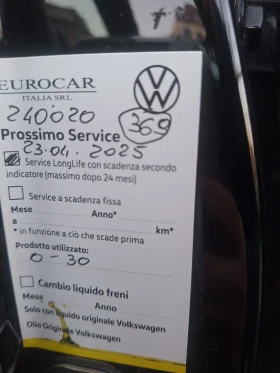 EUROCAR
ITALIA SRL
240020
Prossimo Service 369
23.04.2025
Service LongLife con scadenza secondo
indicatore (massimo dopo 24 mesi)
Service a scadenza fissa
Mese Anno*
a km*
* in funzione a ciò che scade prima
Prodotto utilizzato:
0-30
Cambio liquido freni
Mese Anno
Solo con liquido originale Volkswagen
Olio Originale Volkswagen